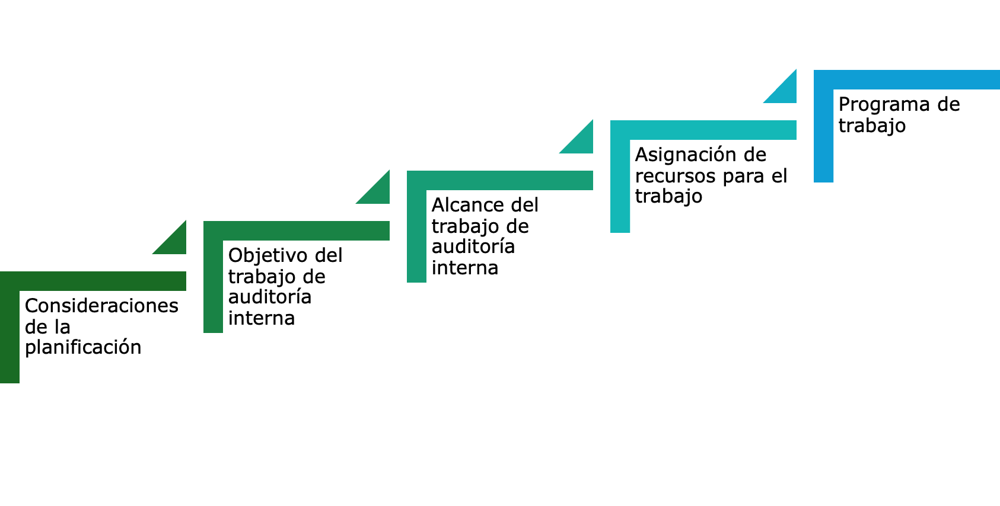 Consideraciones
de la
planificación
Objetivo del
trabajo de
auditoría
interna
Alcance del
trabajo de
auditoría
interna
Asignación de
recursos para el
trabajo
Programa de
trabajo